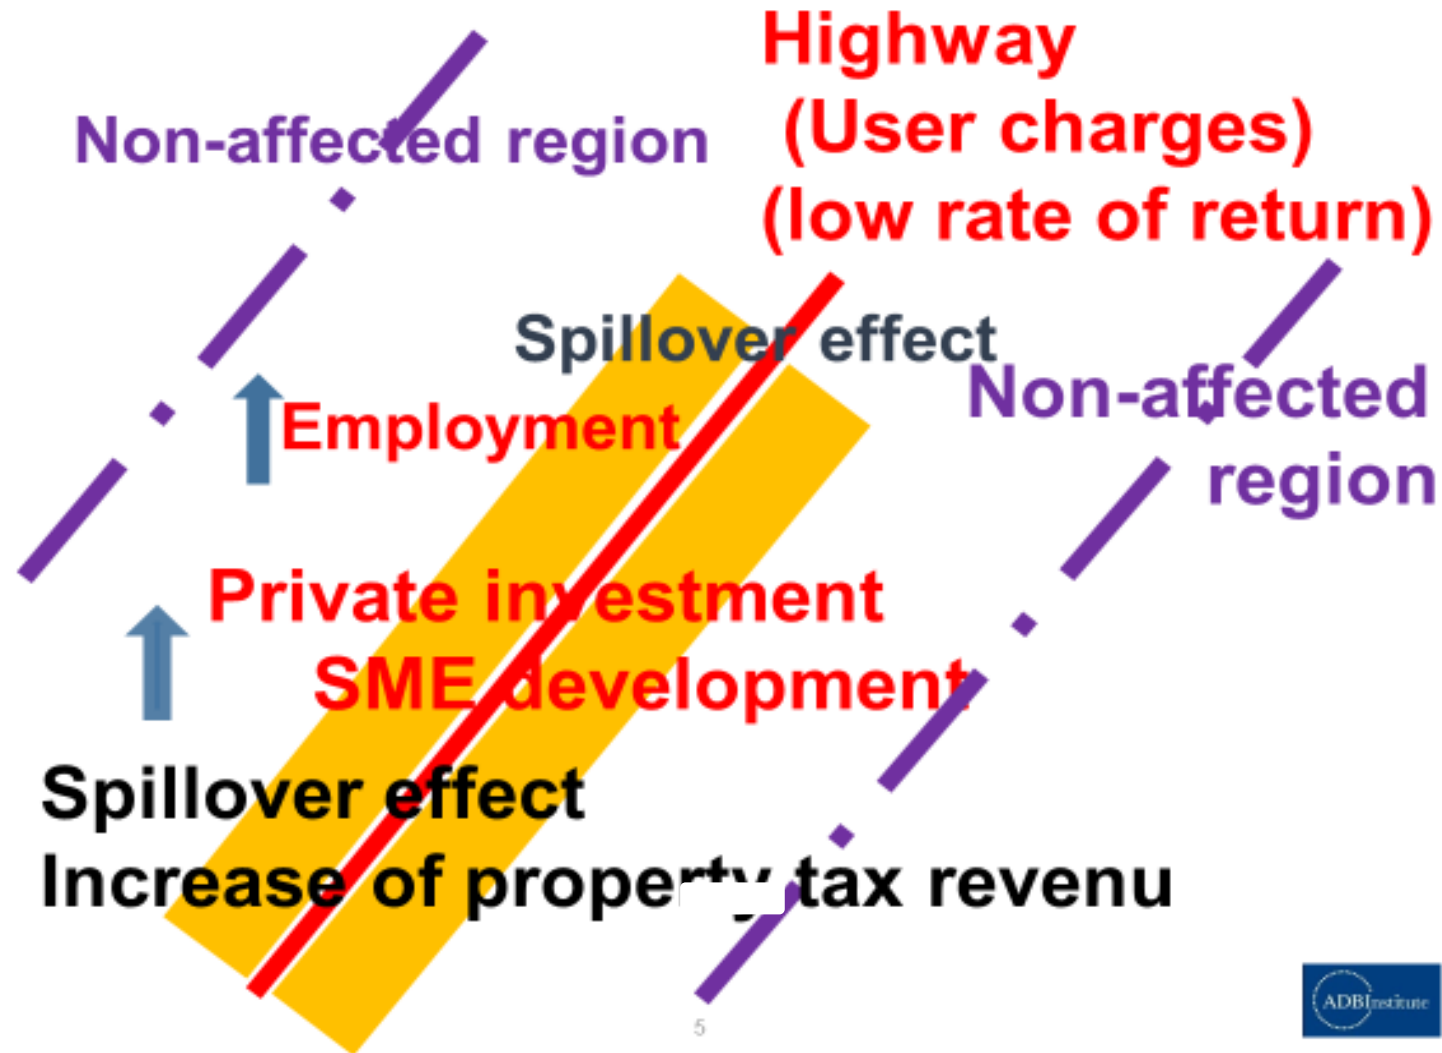 Highway
(User charges)
(low rate of return)
Non-affected region
Spillover effect
Non-affected
region
Employment
Private investment
SME development
Spillover effect
Increase of property tax revenu
5
ADBInstitute